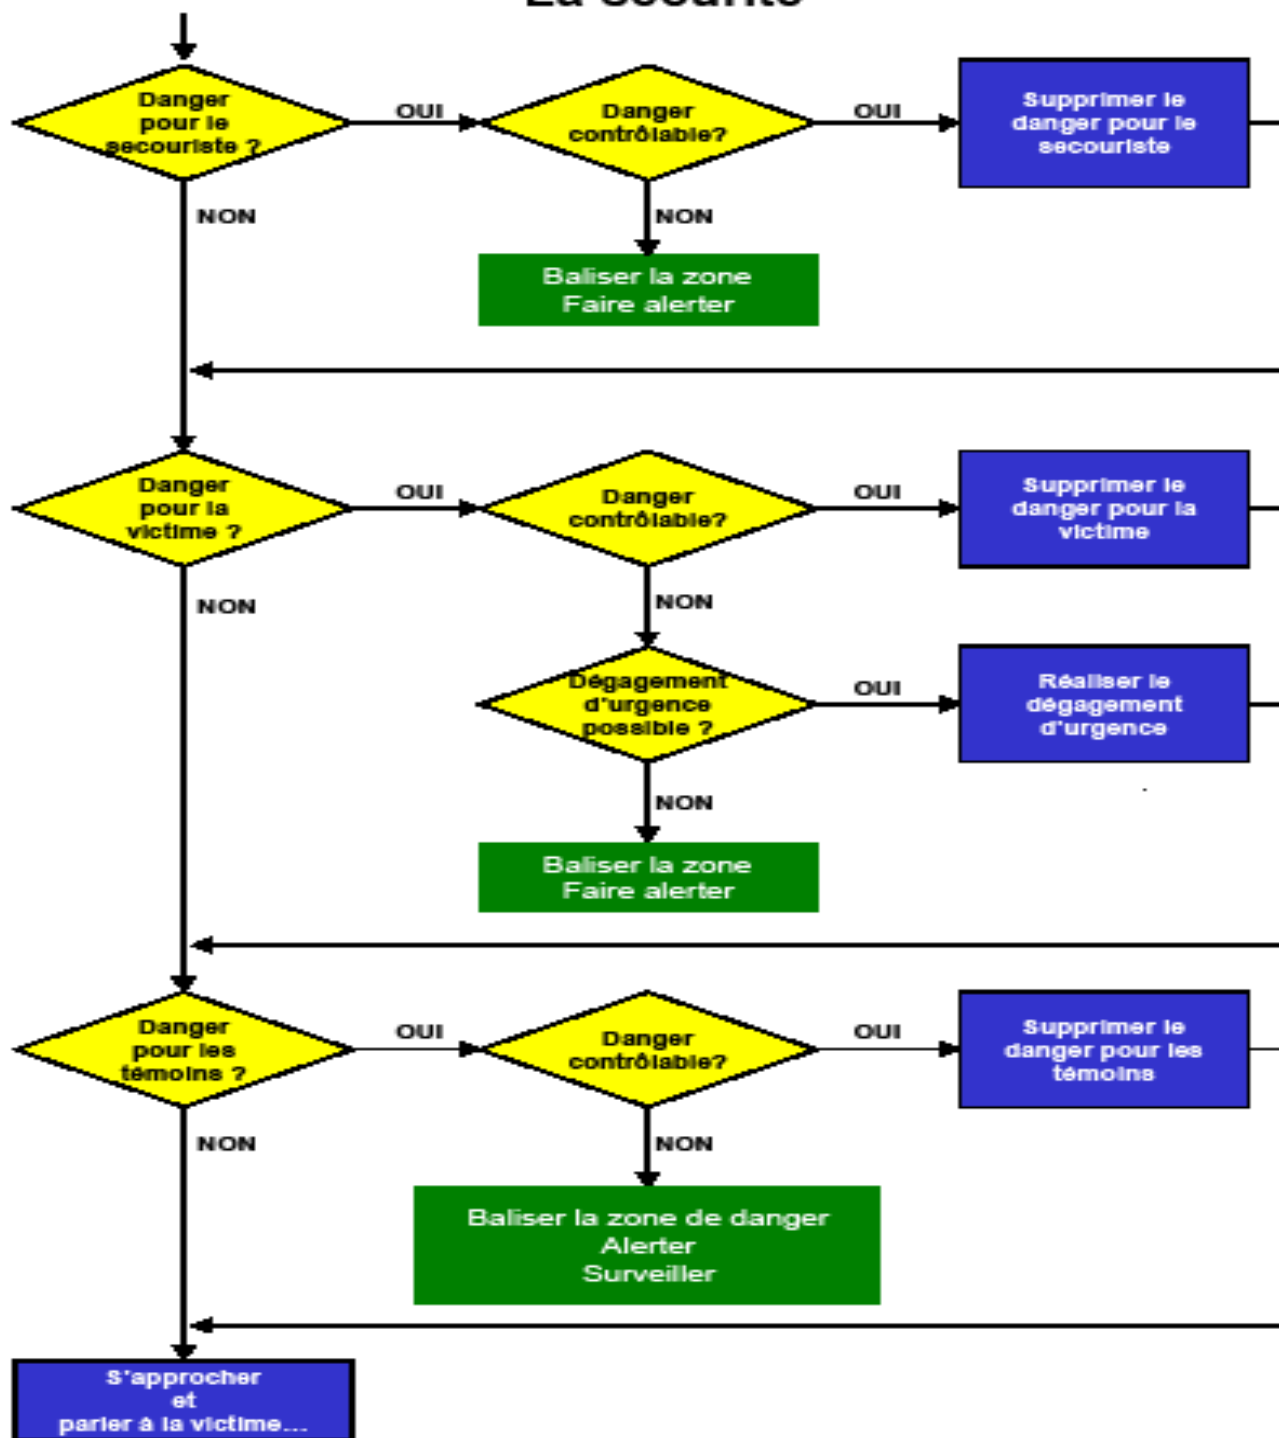 La sécurité
Danger
pour le
secouriste ?
OUI
Danger
contrôlable?
OUI
Supprimer le
danger pour le
secouriste
NON
NON
Baliser la zone
Faire alerter
Danger
pour la
victime ?
OUI
Danger
contrôlable?
OUI
Supprimer le
danger pour la
victime
NON
NON
Dégagement
d'urgence
possible ?
OUI
Réaliser le
dégagement
d'urgence
NON
Baliser la zone
Faire alerter
Danger
pour les
témoins ?
OUI
Danger
contrôlable?
OUI
Supprimer le
danger pour les
témoins
NON
NON
Baliser la zone de danger
Alerter
Surveiller
S'approcher
et
parler à la victime...